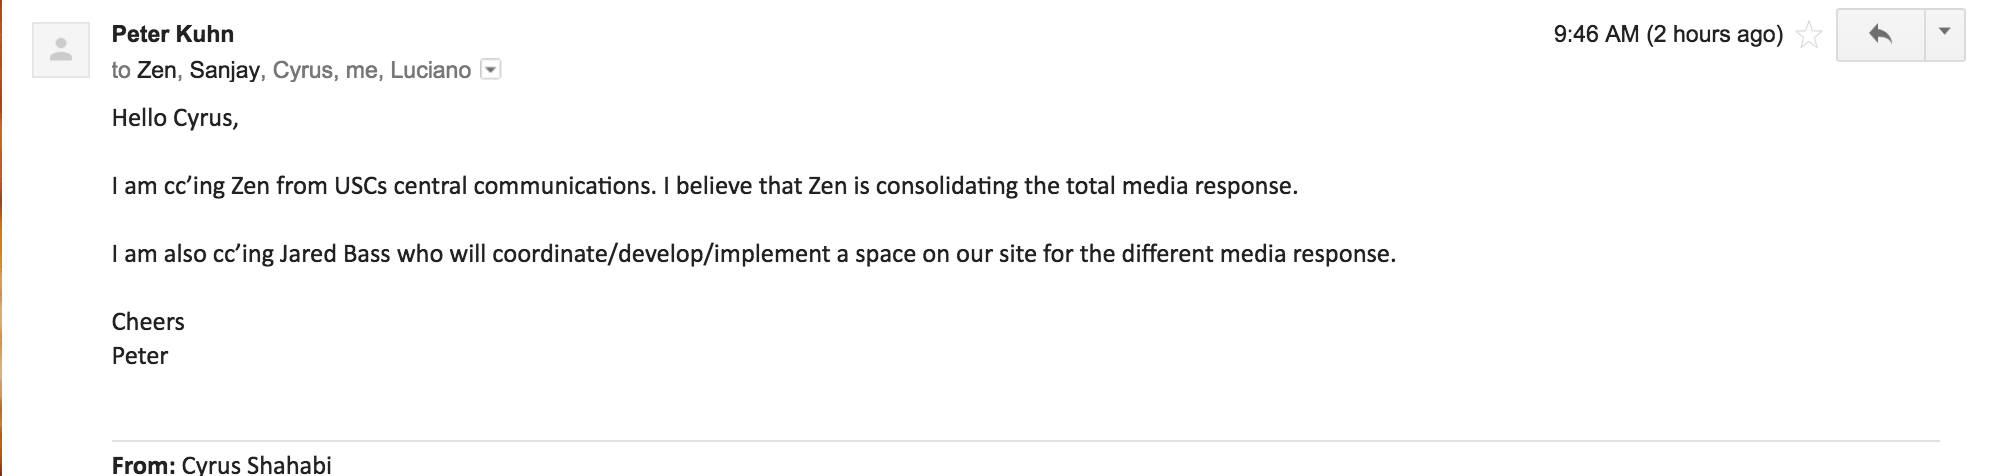 Peter Kuhn
9:46 AM (2 hours ago)
to Zen, Sanjay, Cyrus, me, Luciano
Hello Cyrus,
I am cc’ing Zen from USCs central communications. I believe that Zen is consolidating the total media response.
I am also cc’ing Jared Bass who will coordinate/develop/implement a space on our site for the different media response.
Cheers
Peter
From: Cyrus Shahabi